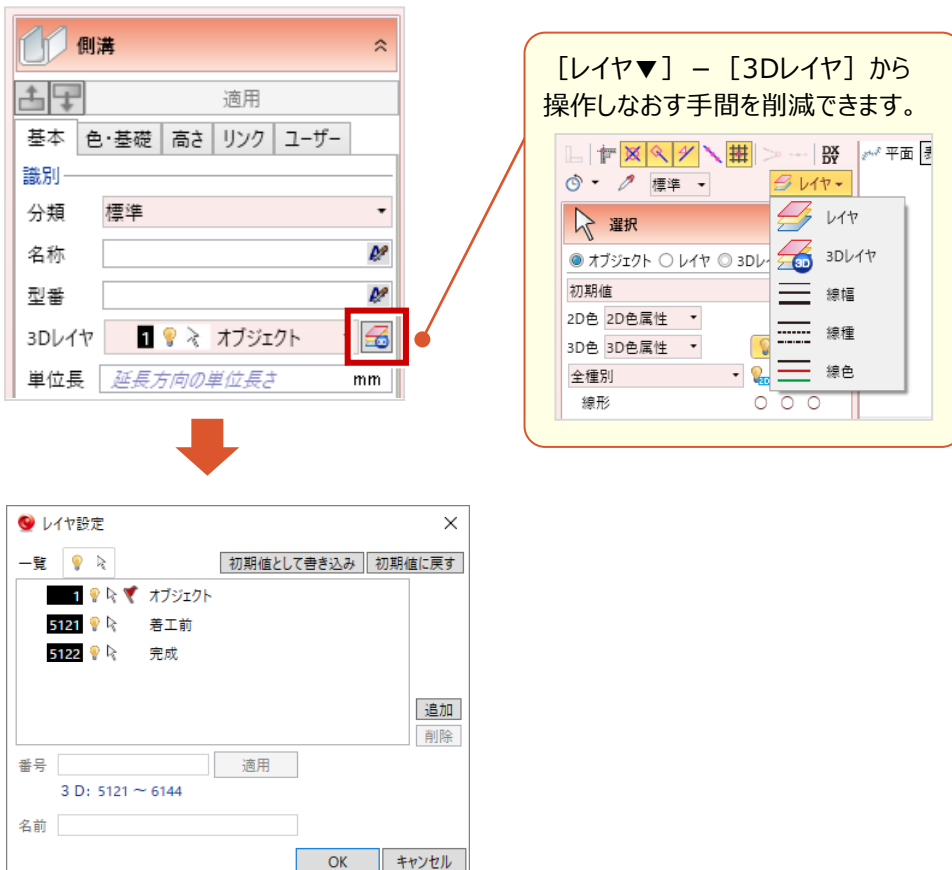 側溝
適用
基本 色・基礎 高さ リンク ユーザー
識別
分類 標準
名称
型番
3Dレイヤ 1 オブジェクト
単位長 延長方向の単位長さ mm
［レイヤ▼］－［3Dレイヤ］から
操作しなおす手間を削減できます。
DX
DY
平面
標準 レイヤ
選択
オブジェクト レイヤ 3Dレ
初期値
2D色 2D色属性
3D色 3D色属性
全種別
線形
レイヤ
3D
3Dレイヤ
線幅
線種
線色
レイヤ設定
一覧 初期値として書き込み 初期値に戻す
1 オブジェクト
5121 着工前
5122 完成
追加
削除
番号 適用
3 D: 5121 ～ 6144
名前
OK キャンセル